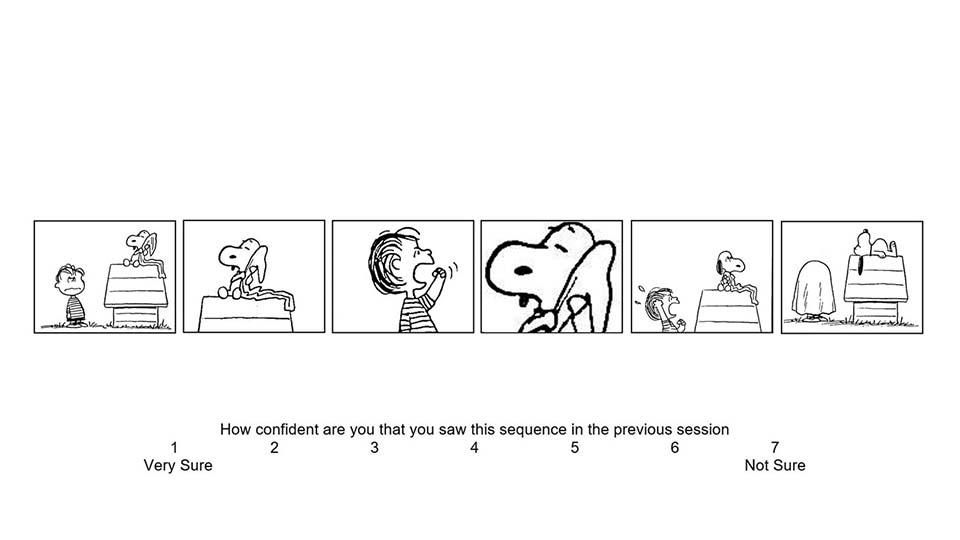 How confident are you that you saw this sequence in the previous session
1 2 3 4 5 6 7
Very Sure Not Sure